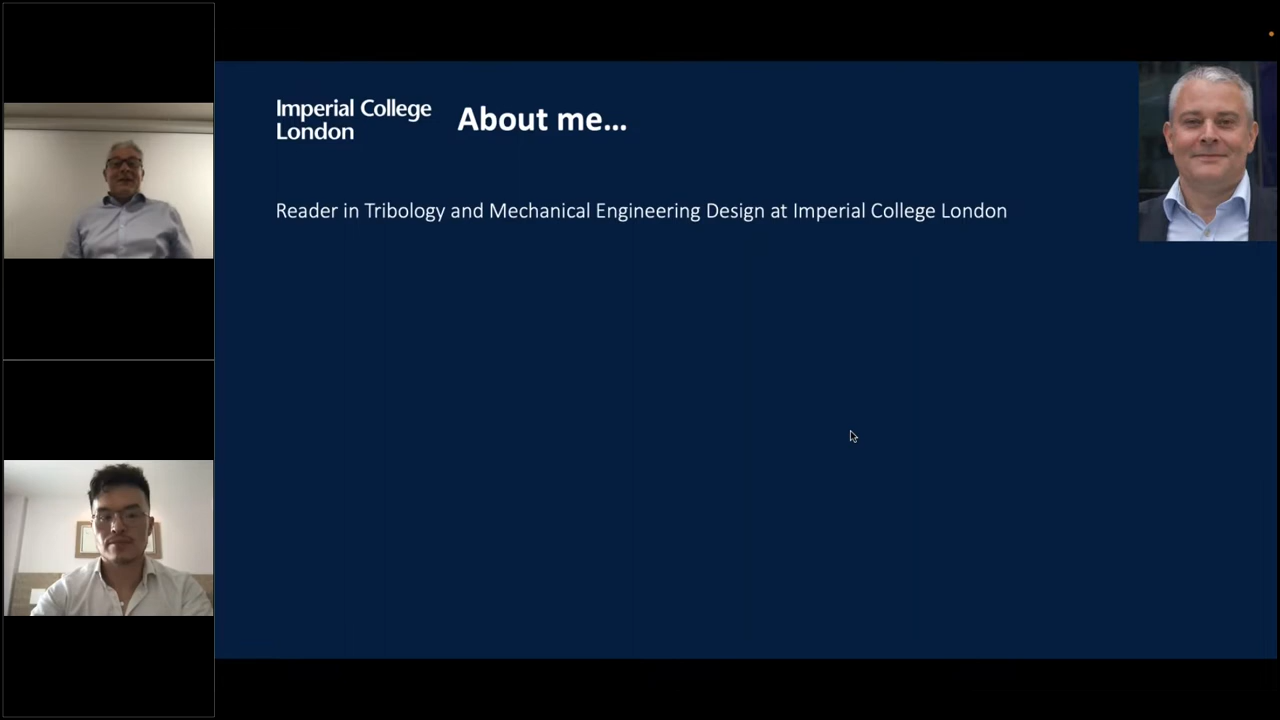 Imperial College
London
About me...
Reader in Tribology and Mechanical Engineering Design at Imperial College London